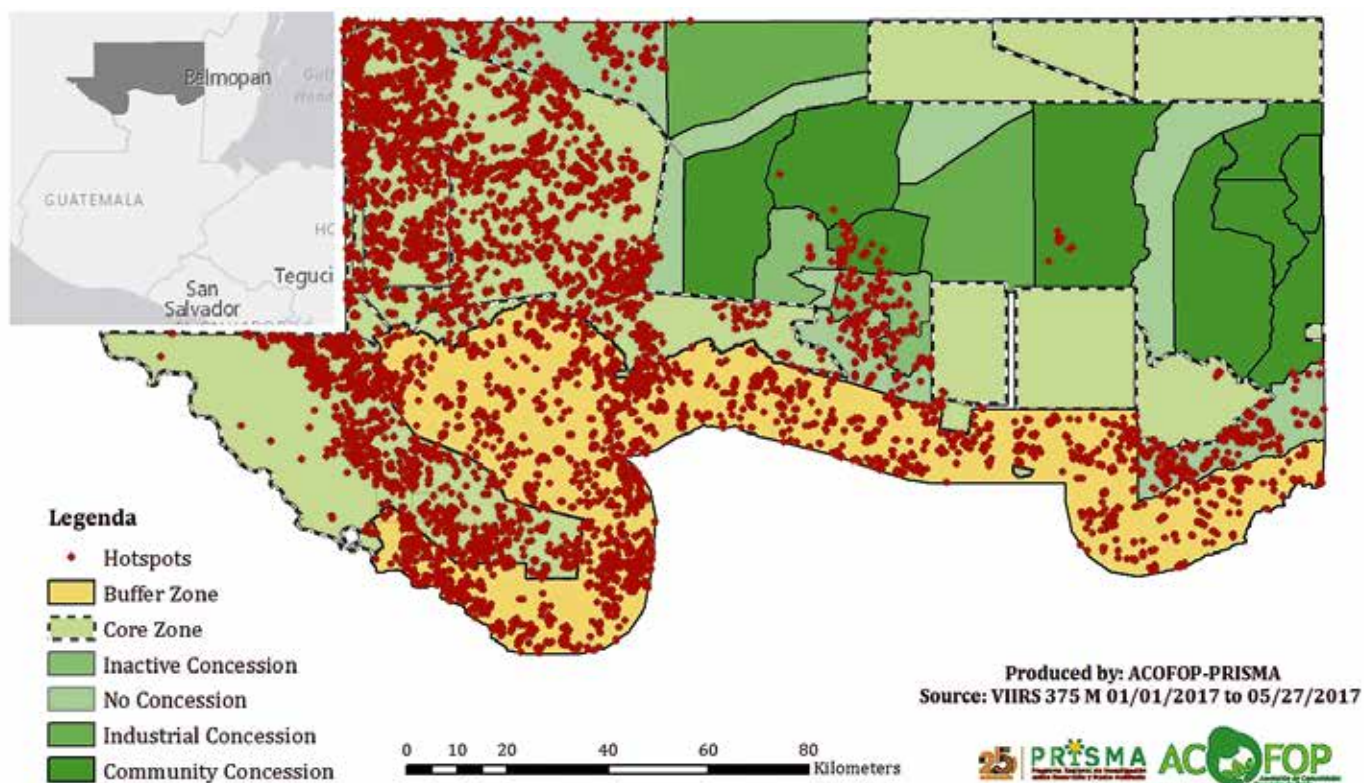 Belmopan
GUATEMALA
Teguci
San
Salvador
Legenda
Hotspots
Buffer Zone
Core Zone
Inactive Concession
No Concession
Industrial Concession
Community Concession
0 10 20 40 60 80
Kilometers
Produced by: ACOFOP-PRISMA
Source: VIIRS 375 M 01/01/2017 to 05/27/2017
25
PRISMA
ACOFOP